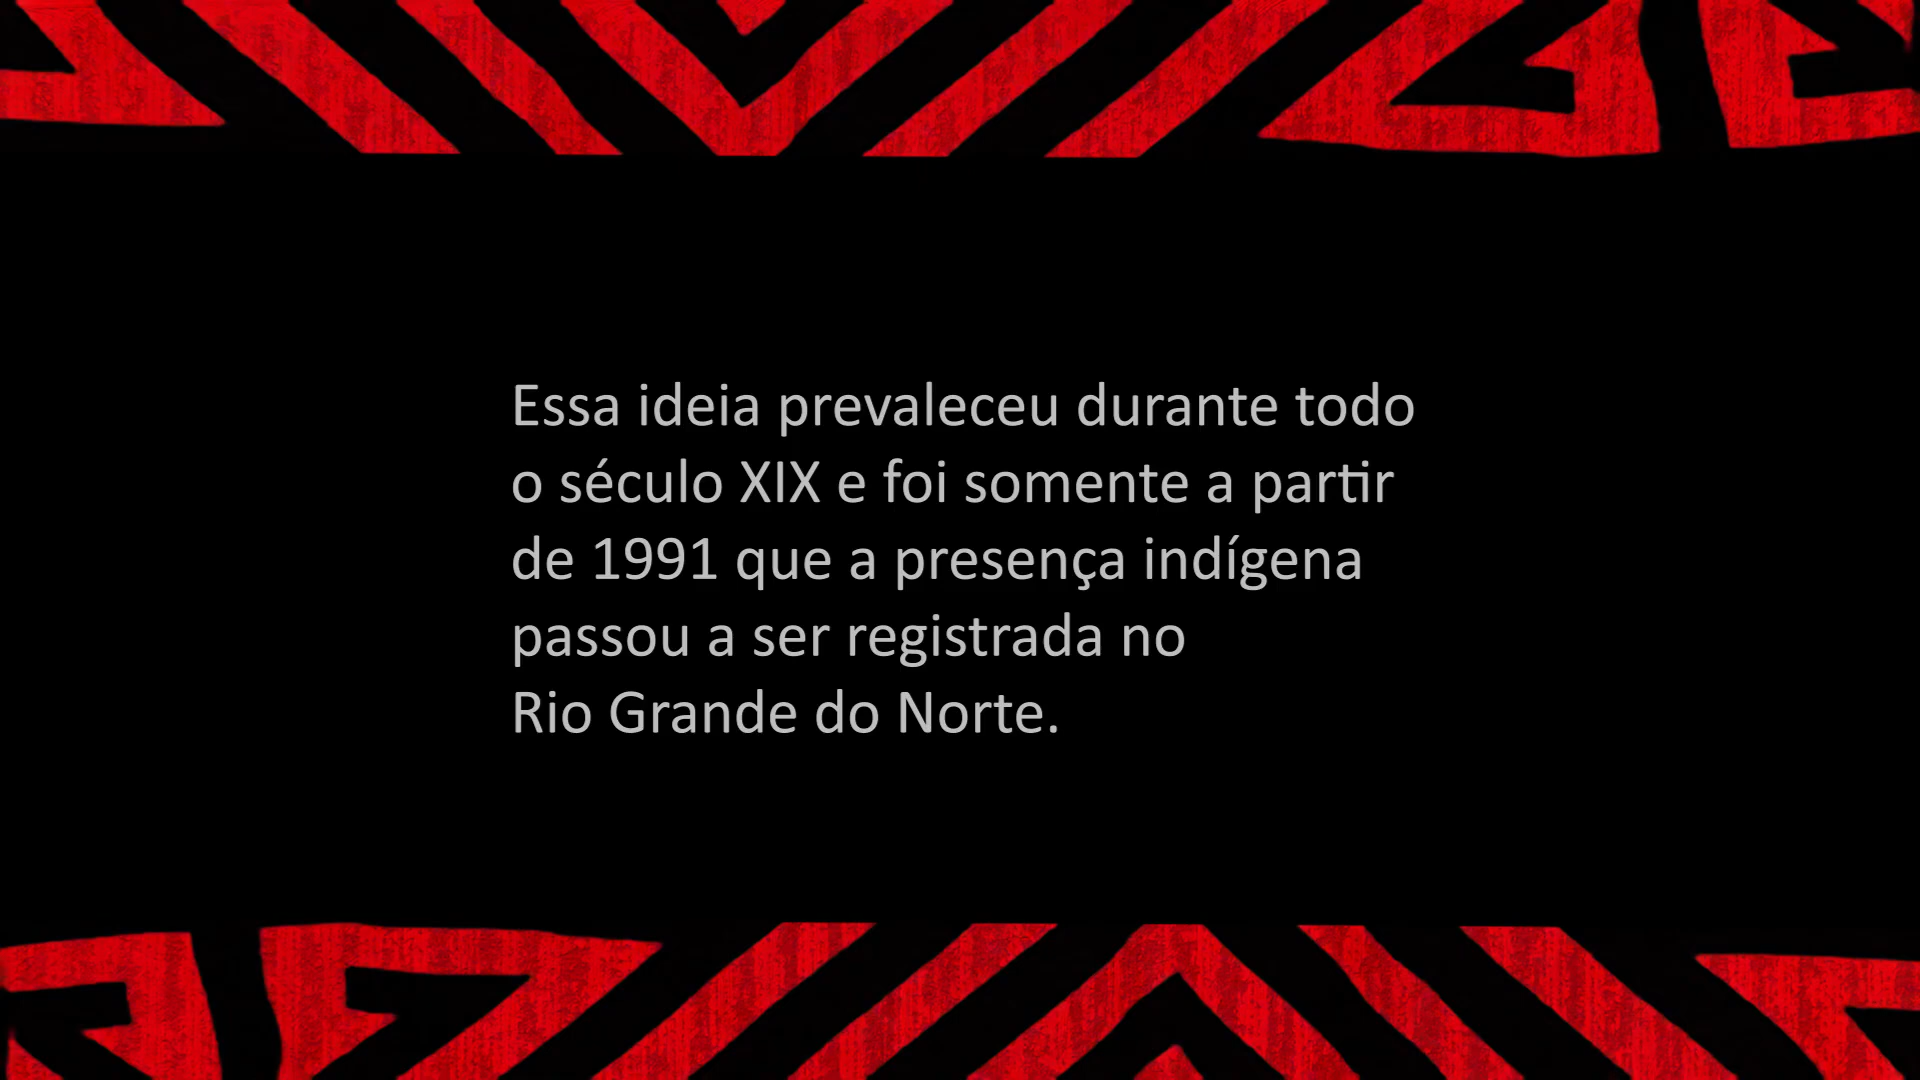 Essa ideia prevaleceu durante todo
o século XIX e foi somente a partir
de 1991 que a presença indígena
passou a ser registrada no
Rio Grande do Norte.